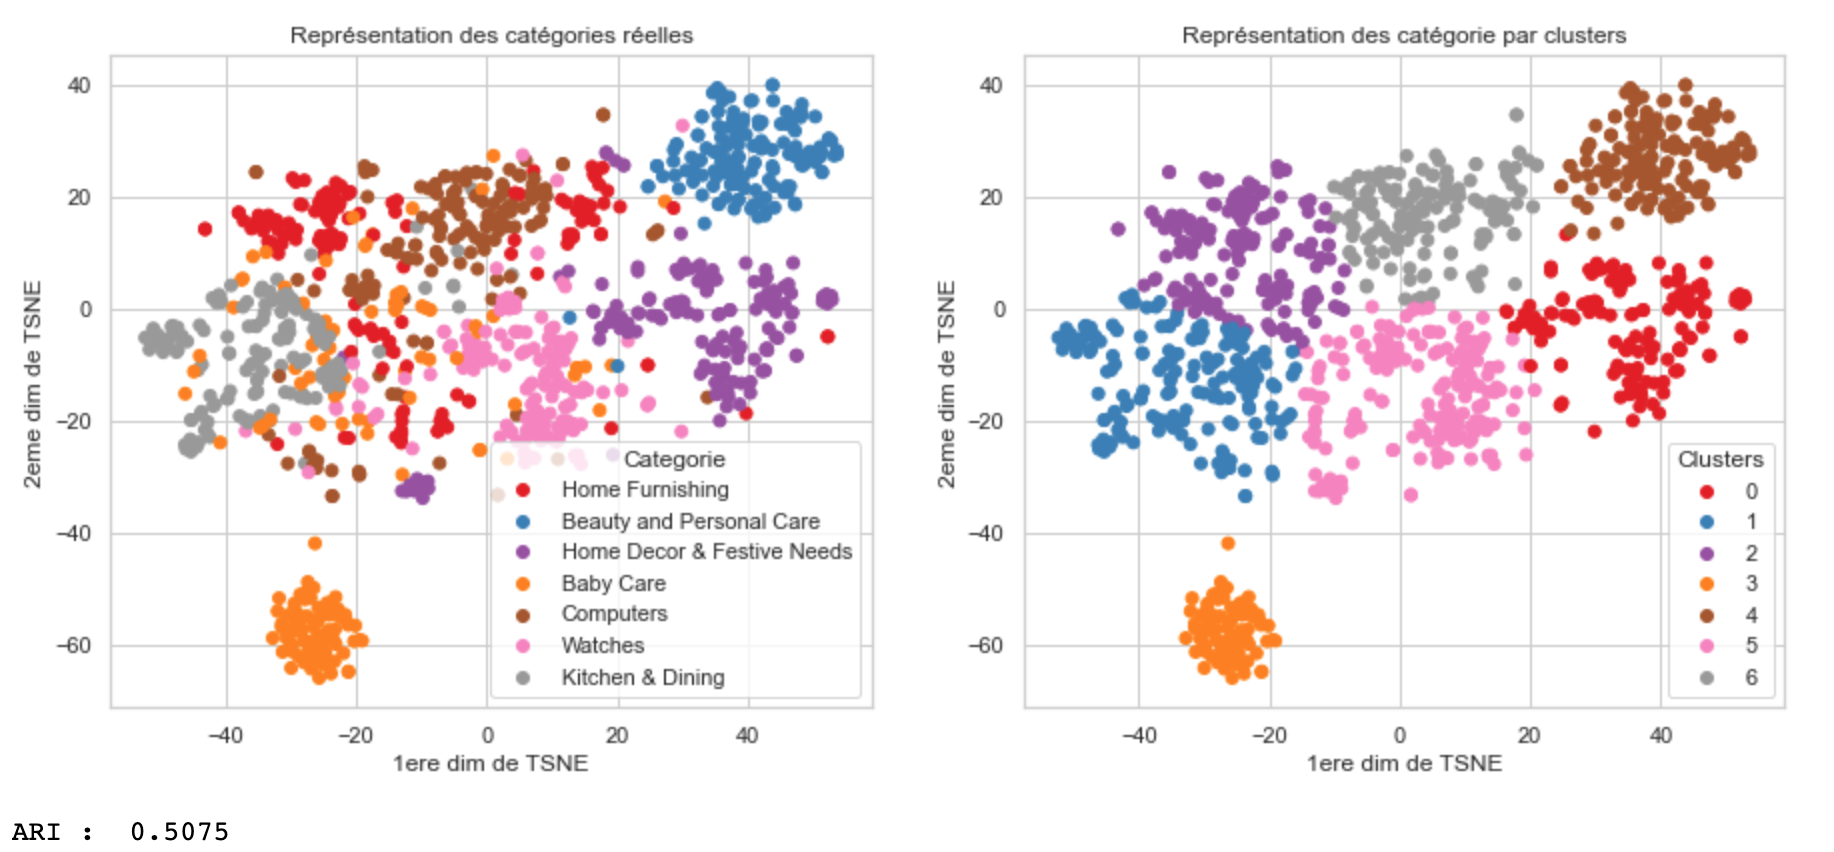 Représentation des catégories réelles
40
20
0
−20
−40
−60
2eme dim de TSNE
−40
−20
0
20
40
1ere dim de TSNE
Categorie
Home Furnishing
Beauty and Personal Care
Home Decor & Festive Needs
Baby Care
Computers
Watches
Kitchen & Dining
Représentation des catégorie par clusters
40
20
0
−20
−40
−60
2eme dim de TSNE
−40
−20
0
20
40
1ere dim de TSNE
Clusters
0
1
2
3
4
5
6
ARI : 0.5075